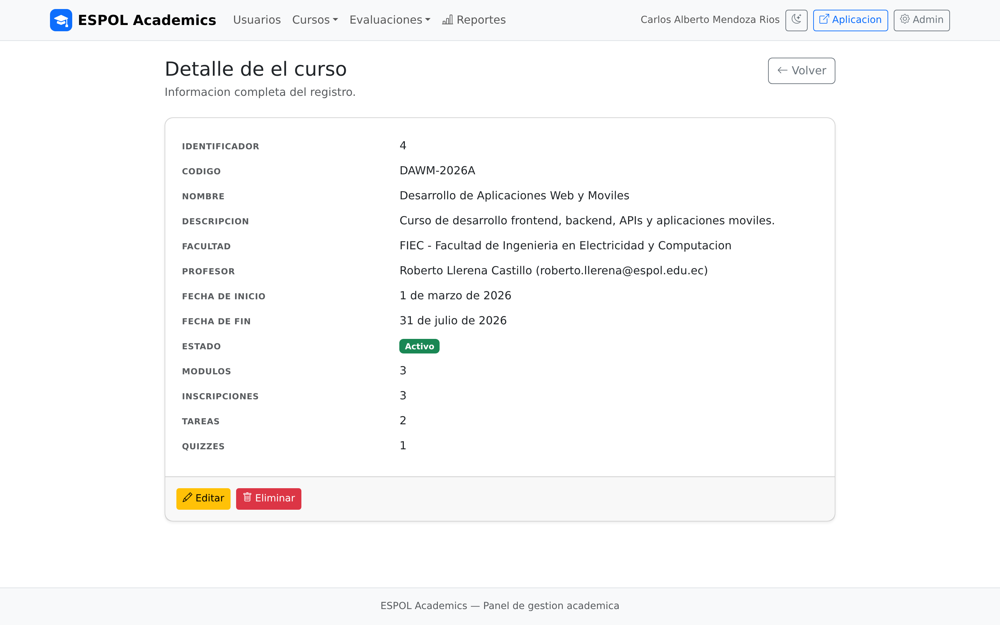 ESPOL Academics Usuarios Cursos Evaluaciones Reportes Carlos Alberto Mendoza Rios Aplicacion Admin
Detalle de el curso
Volver
Informacion completa del registro.
IDENTIFICADOR 4
CODIGO DAWM-2026A
NOMBRE Desarrollo de Aplicaciones Web y Moviles
DESCRIPCION Curso de desarrollo frontend, backend, APIs y aplicaciones moviles.
FACULTAD FIEC - Facultad de Ingenieria en Electricidad y Computacion
PROFESOR Roberto Llerena Castillo (roberto.llerena@espol.edu.ec)
FECHA DE INICIO 1 de marzo de 2026
FECHA DE FIN 31 de julio de 2026
ESTADO Activo
MODULOS 3
INSCRIPCIONES 3
TAREAS 2
QUIZZES 1
Editar Eliminar
ESPOL Academics — Panel de gestion academica